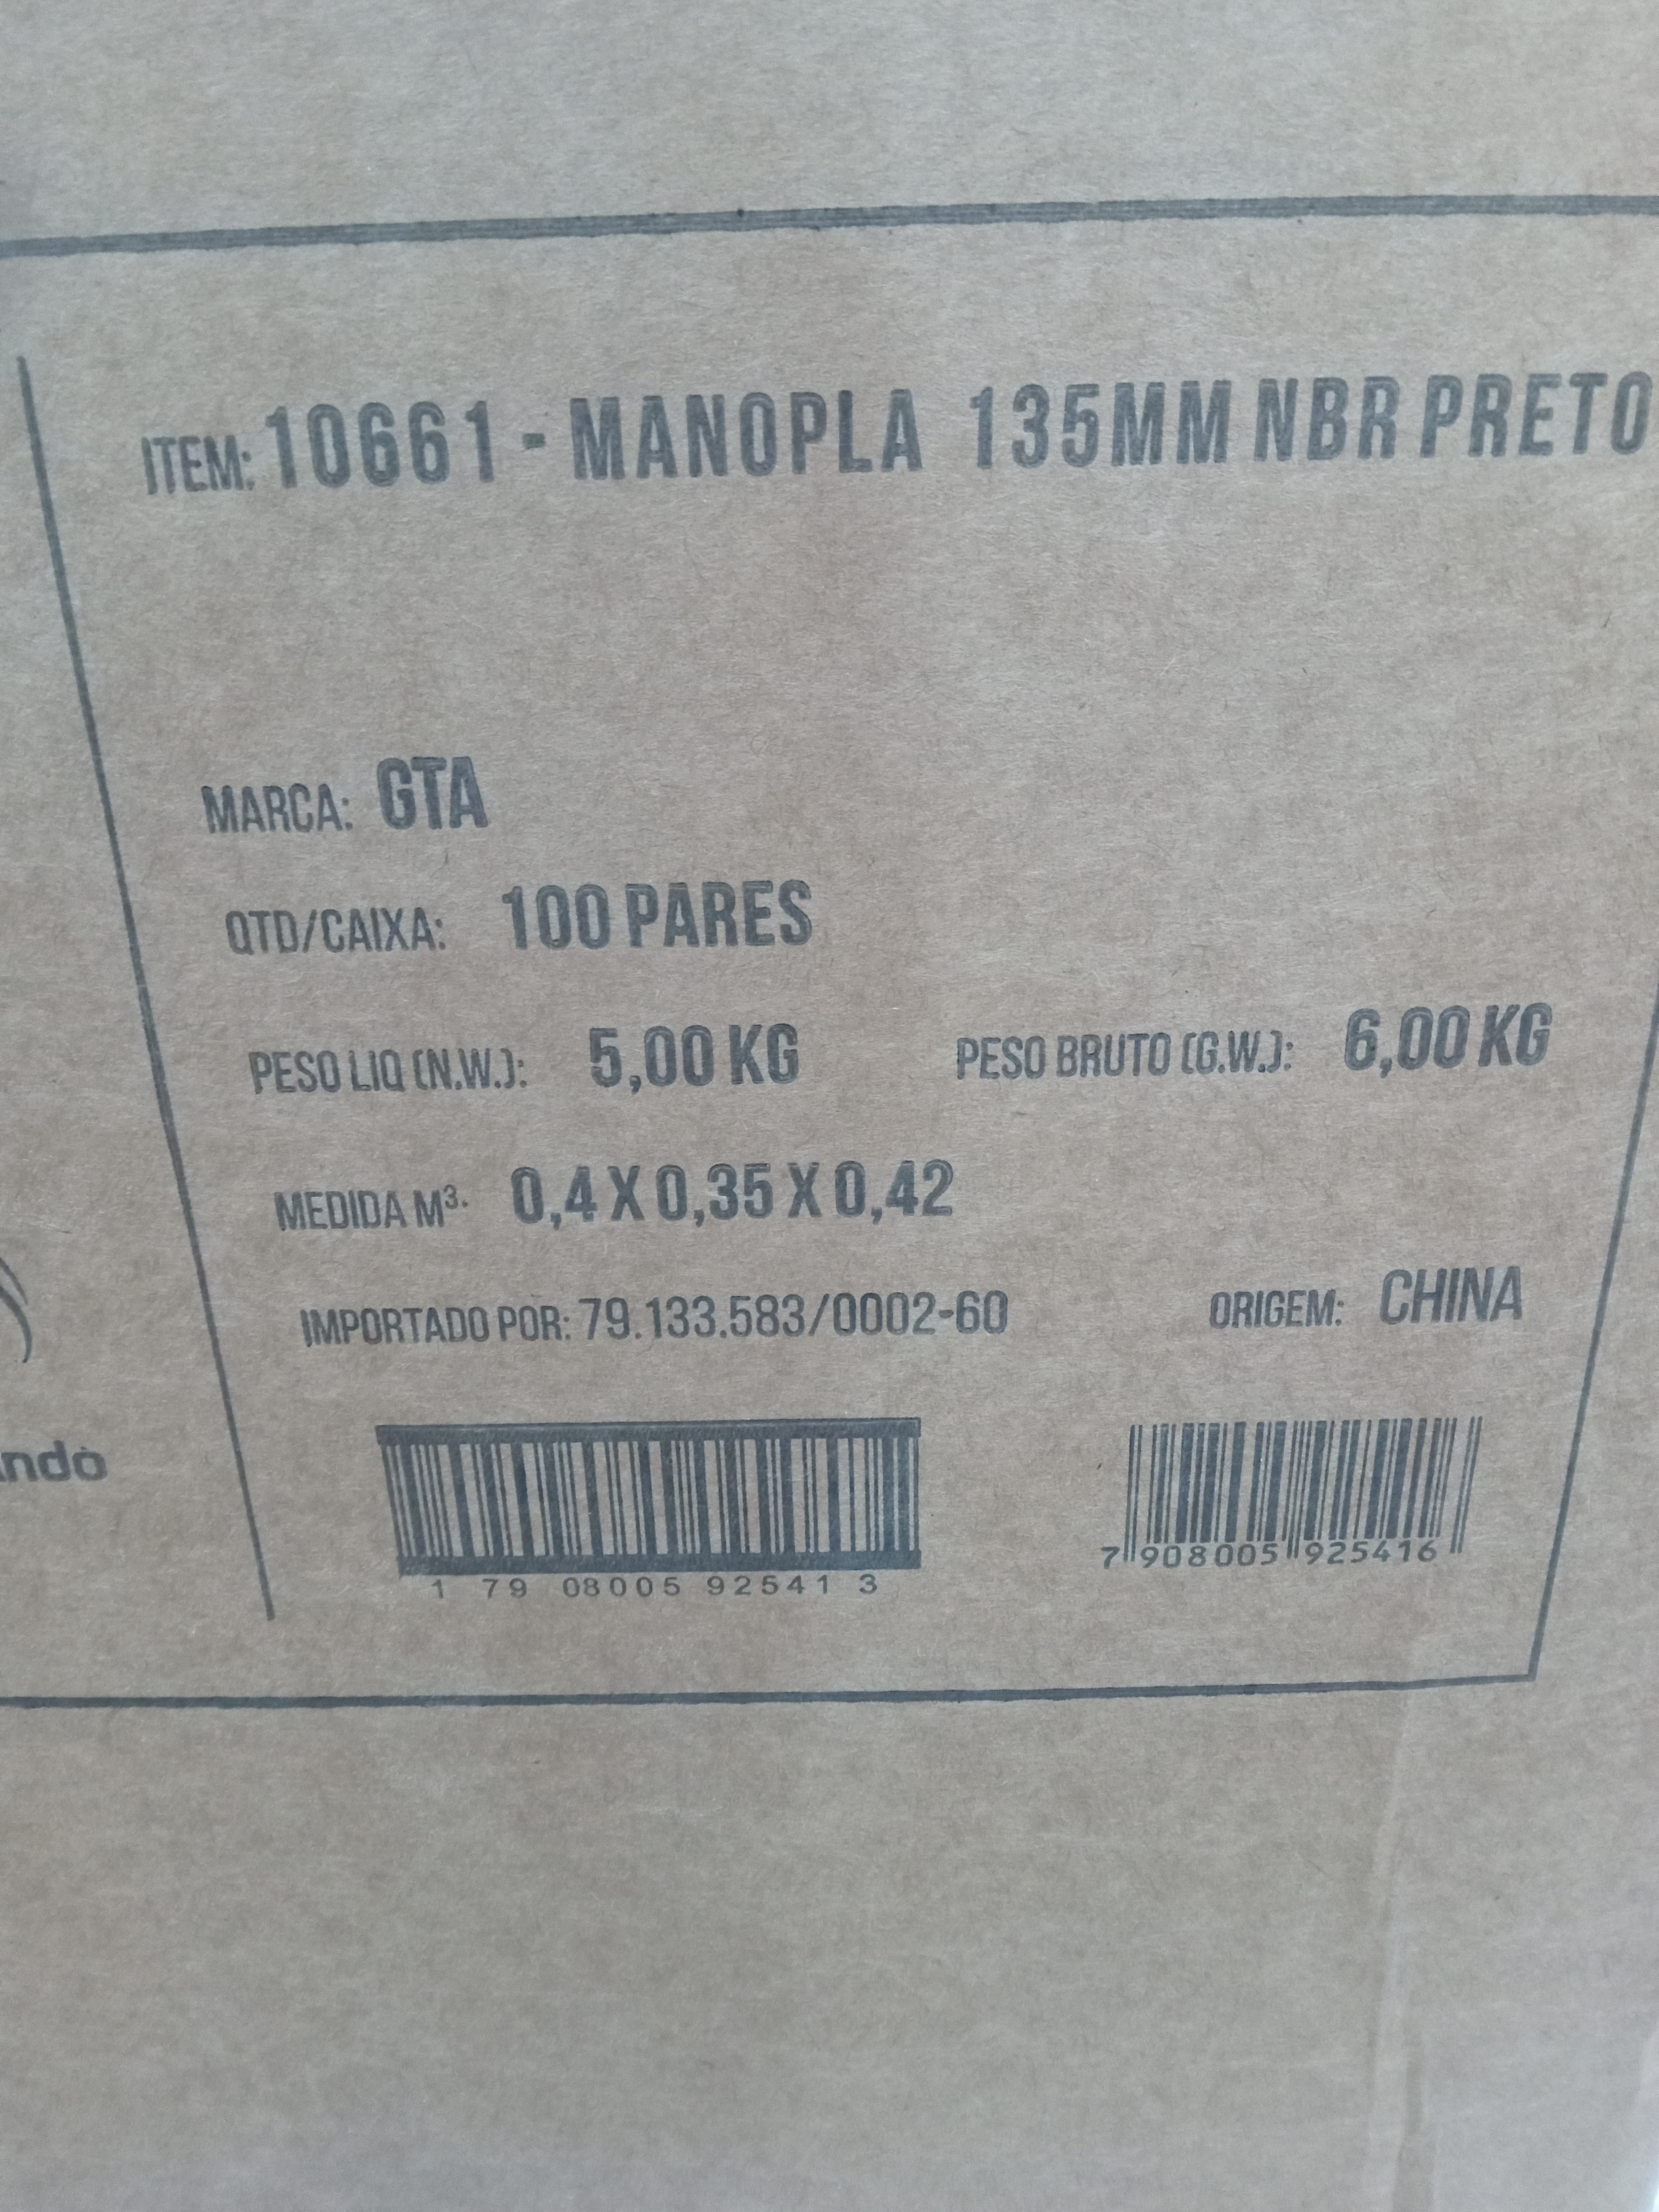 ITEM: 10661 - MANOPLA 135MM NBR PRETO
MARCA: GTA
QTD/CAIXA: 100 PARES
PESO LIQ (N.W.): 5,00 KG PESO BRUTO (G.W.): 6,00 KG
MEDIDA M³. 0,4 X 0,35 X 0,42
IMPORTADO POR: 79.133.583/0002-60 ORIGEM: CHINA
1 79 08005 92541 3
7 908005 925416